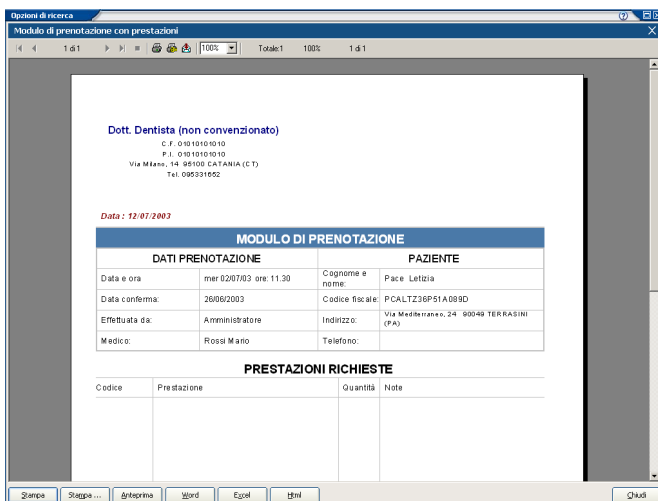 Opzioni di ricerca
Modulo di prenotazione con prestazioni
1 di 1 100% Totale:1 100% 1 di 1
Dott. Dentista (non convenzionato)
C.F. 01010101010
P.I. 01010101010
Via Milano, 14 95100 CATANIA (CT)
Tel. 095331652
Data : 12/07/2003
MODULO DI PRENOTAZIONE
DATI PRENOTAZIONE PAZIENTE
Data e ora mer 02/07/03 ore: 11.30 Cognome e nome: Pace Letizia
Data conferma: 26/06/2003 Codice fiscale: PCALTZ36P51A089D
Effettuata da: Amministratore Indirizzo: Via Mediterraneo, 24 90049 TERRASINI (PA)
Medico: Rossi Mario Telefono:
PRESTAZIONI RICHIESTE
Codice Prestazione Quantità Note
Stampa Stampa ... Anteprima Word Excel Html Chiudi